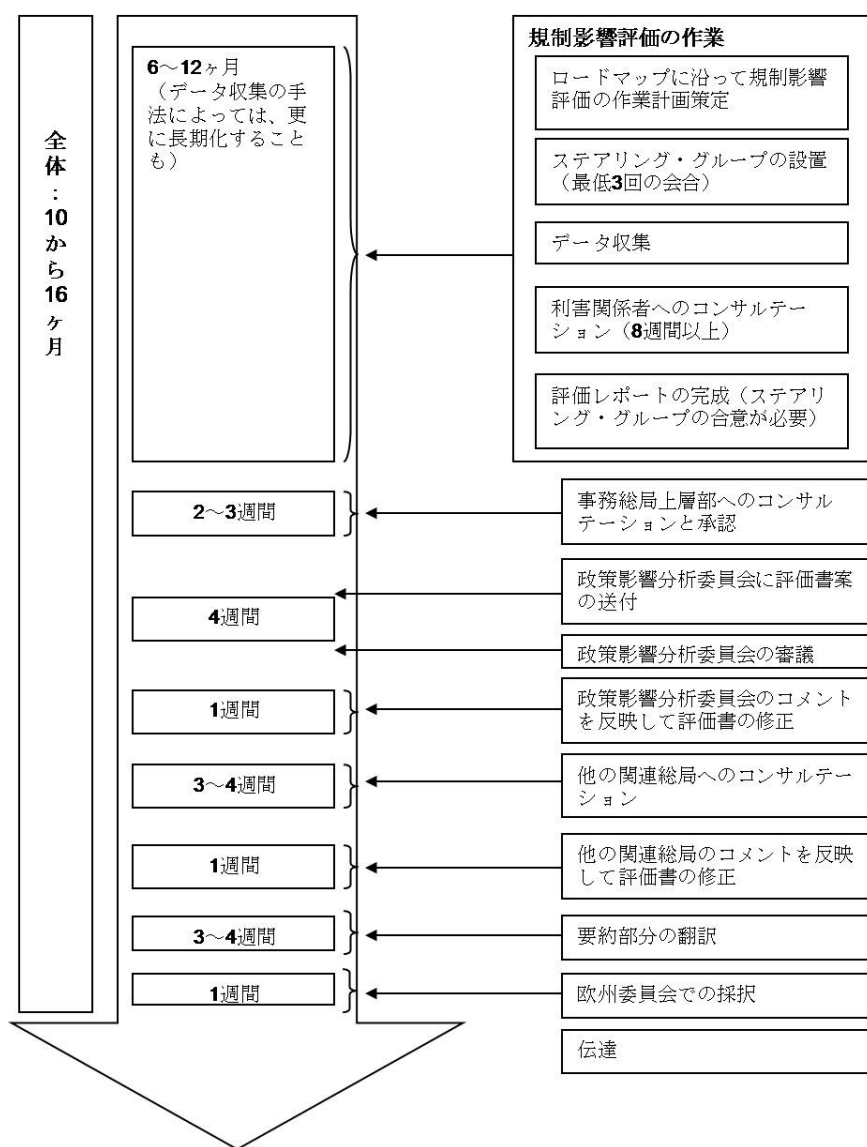 全体：10から16ヶ月
6～12ヶ月
（データ収集の手
法によっては、更
に長期化すること
も）
規制影響評価の作業
ロードマップに沿って規制影響
評価の作業計画策定
ステアリング・グループの設置
（最低3回の会合）
データ収集
利害関係者へのコンサルテー
ション（8週間以上）
評価レポートの完成（ステアリ
ング・グループの合意が必要）
2～3週間
事務総局上層部へのコンサル
テーションと承認
4週間
政策影響分析委員会に評価書案
の送付
政策影響分析委員会の審議
1週間
政策影響分析委員会のコメント
を反映して評価書の修正
3～4週間
他の関連総局へのコンサルテー
ション
1週間
他の関連総局のコメントを反映
して評価書の修正
3～4週間
要約部分の翻訳
1週間
欧州委員会での採択
伝達